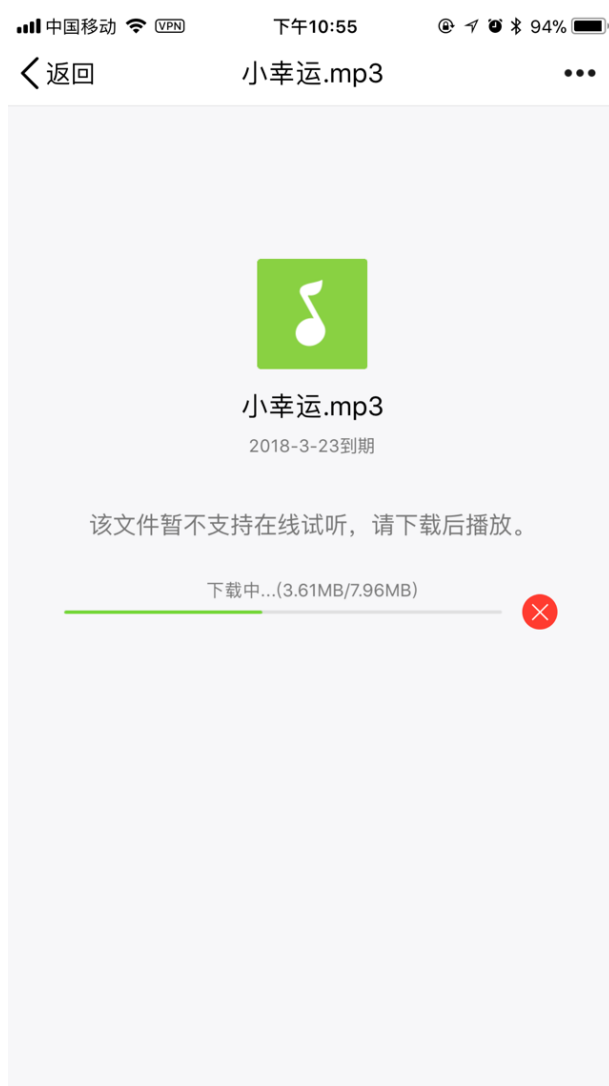 中国移动 VPN 下午10:55 94%
返回 小幸运.mp3
小幸运.mp3
2018-3-23到期
该文件暂不支持在线试听，请下载后播放。
下载中...(3.61MB/7.96MB)